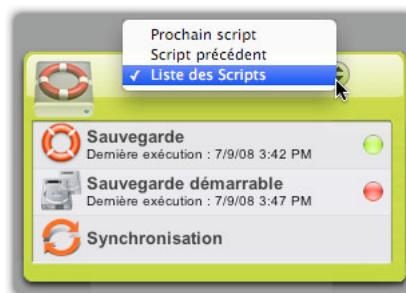 Prochain script
Script précédent
✓ Liste des Scripts
Sauvegarde
Dernière exécution : 7/9/08 3:42 PM
Sauvegarde démarrable
Dernière exécution : 7/9/08 3:47 PM
Synchronisation